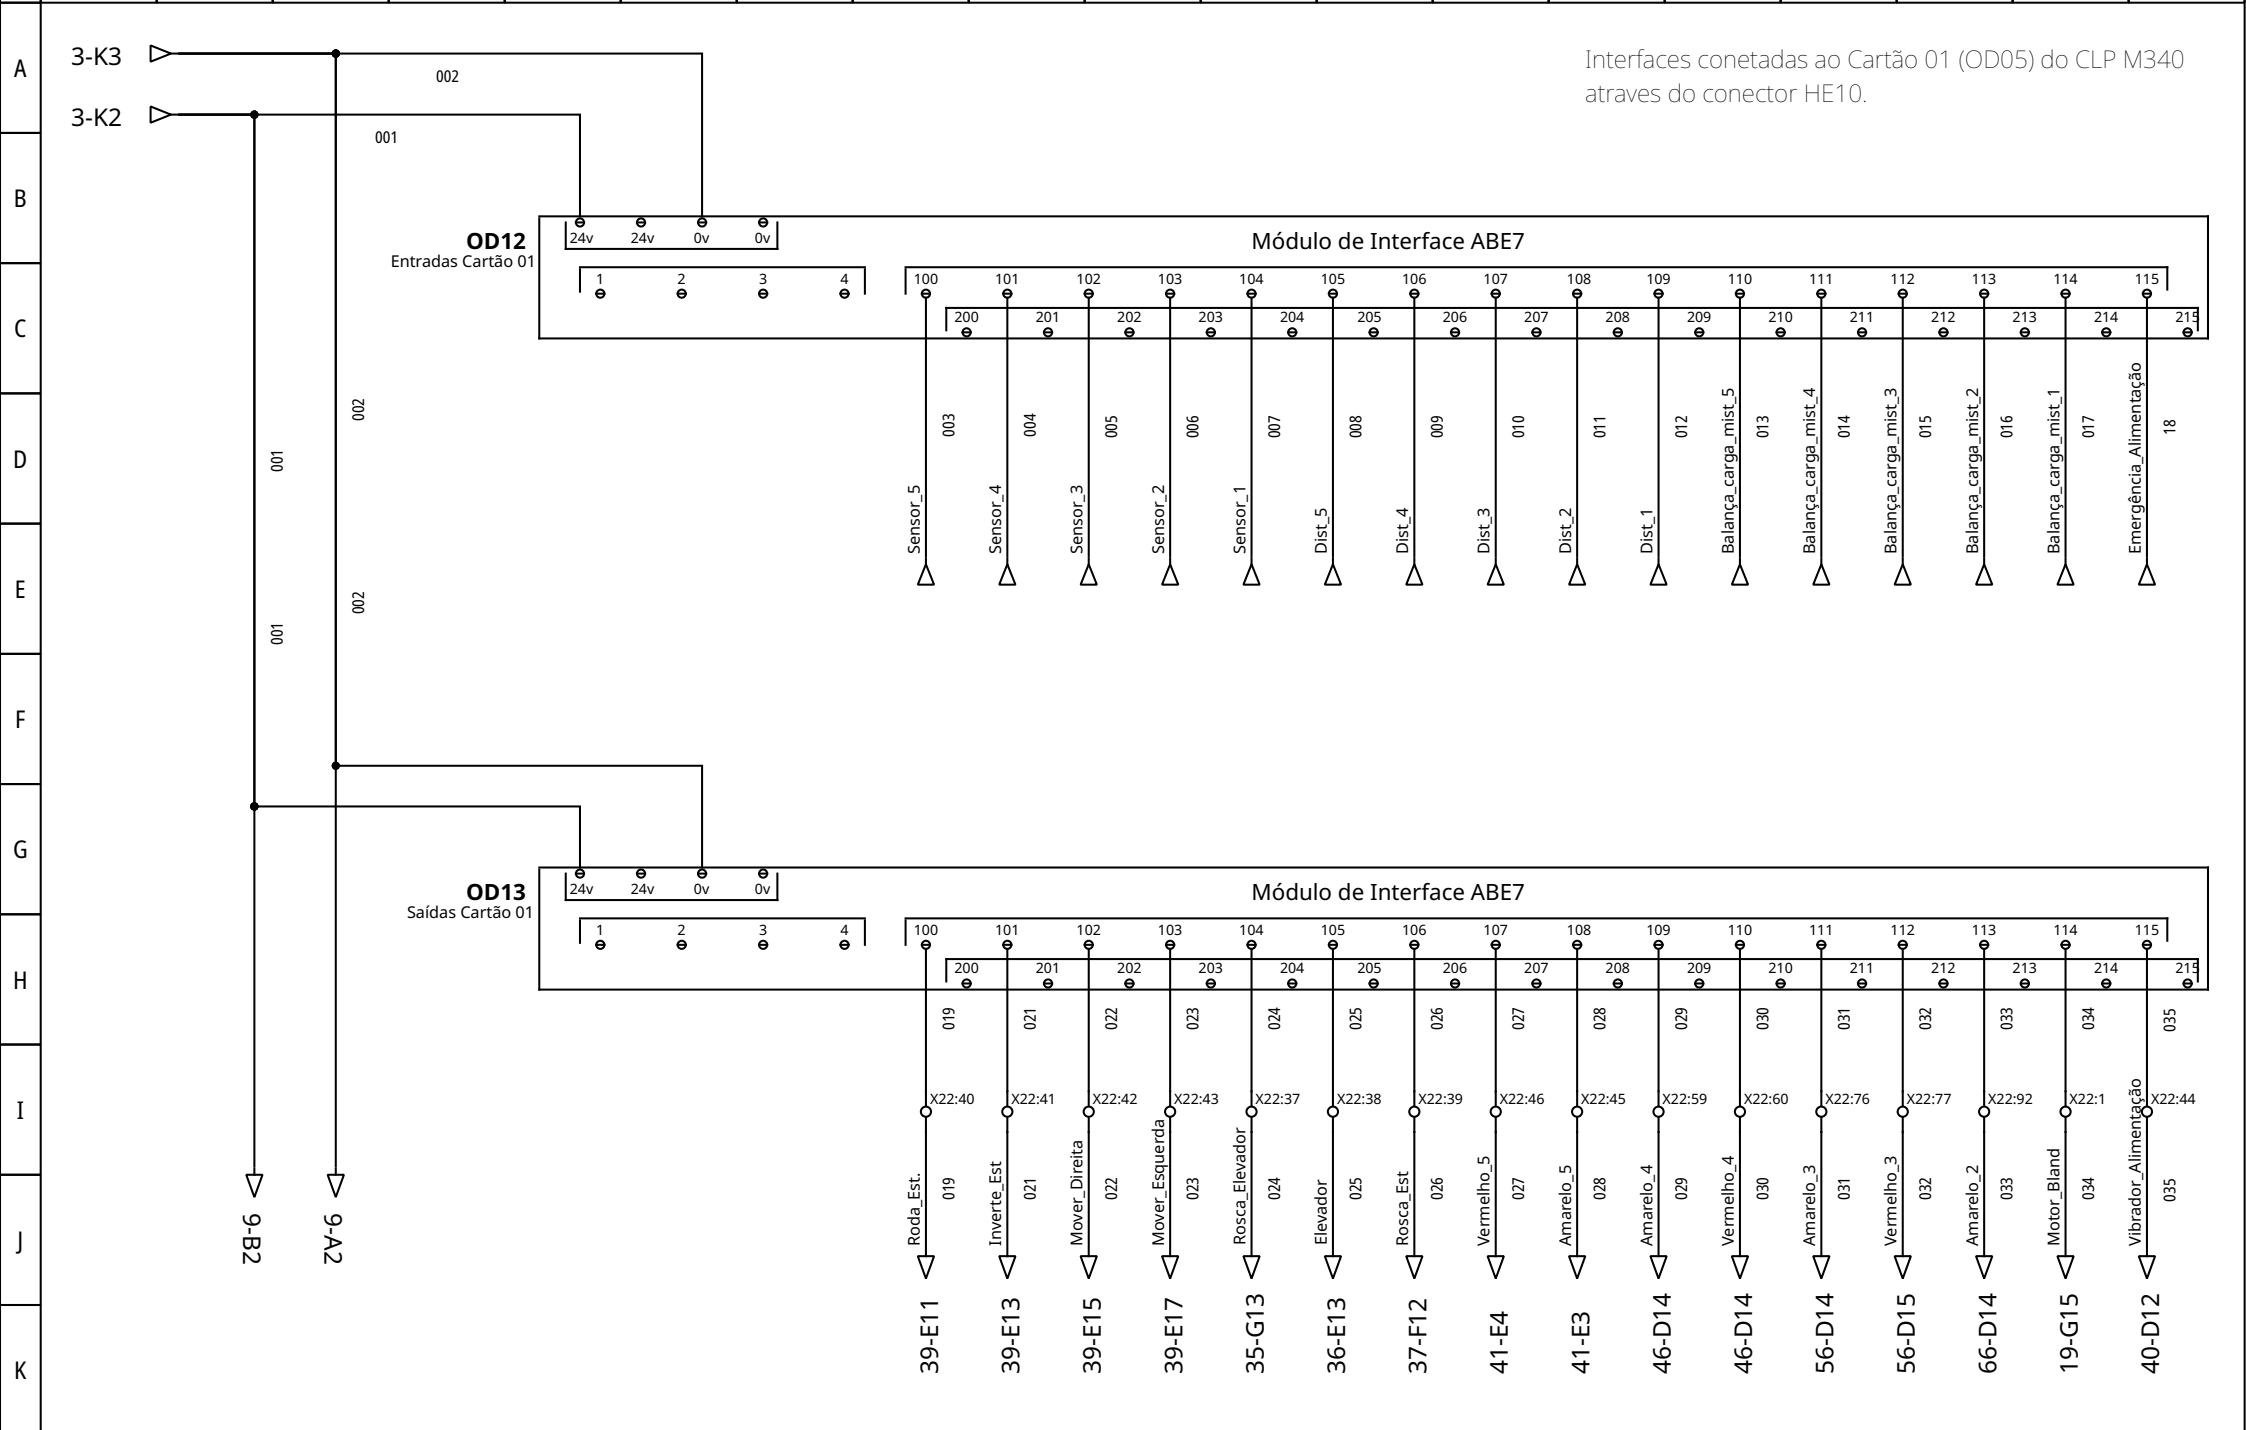 A
B
C
D
E
F
G
H
I
J
K
3-K3
002
3-K2
001
Interfaces conetadas ao Cartão 01 (OD05) do CLP M340
atraves do conector HE10.
OD12
Entradas Cartão 01
24v 24v 0v 0v
Módulo de Interface ABE7
1 2 3 4
100 101 102 103 104 105 106 107 108 109 110 111 112 113 114 115
200 201 202 203 204 205 206 207 208 209 210 211 212 213 214 215
002
001
003 004 005 006 007 008 009 010 011 012 013 014 015 016 017 18
Sensor_5
Sensor_4
Sensor_3
Sensor_2
Sensor_1
Dist_5
Dist_4
Dist_3
Dist_2
Dist_1
Balança_carga_mist_5
Balança_carga_mist_4
Balança_carga_mist_3
Balança_carga_mist_2
Balança_carga_mist_1
Emergência_Alimentação
002
001
OD13
Saídas Cartão 01
24v 24v 0v 0v
Módulo de Interface ABE7
1 2 3 4
100 101 102 103 104 105 106 107 108 109 110 111 112 113 114 115
200 201 202 203 204 205 206 207 208 209 210 211 212 213 214 215
019 021 022 023 024 025 026 027 028 029 030 031 032 033 034 035
X22:40 X22:41 X22:42 X22:43 X22:37 X22:38 X22:39 X22:46 X22:45 X22:59 X22:60 X22:76 X22:77 X22:92 X22:1 X22:44
Roda_Est.
Inverte_Est
Mover_Direita
Mover_Esquerda
Rosca_Elevador
Elevador
Rosca_Est
Vermelho_5
Amarelo_5
Amarelo_4
Vermelho_4
Amarelo_3
Vermelho_3
Amarelo_2
Motor_Bland
Vibrador_Alimentação
019 021 022 023 024 025 026 027 028 029 030 031 032 033 034 035
9-B2
9-A2
39-E11
39-E13
39-E15
39-E17
35-G13
36-E13
37-F12
41-E4
41-E3
46-D14
46-D14
56-D14
56-D15
66-D14
19-G15
40-D12